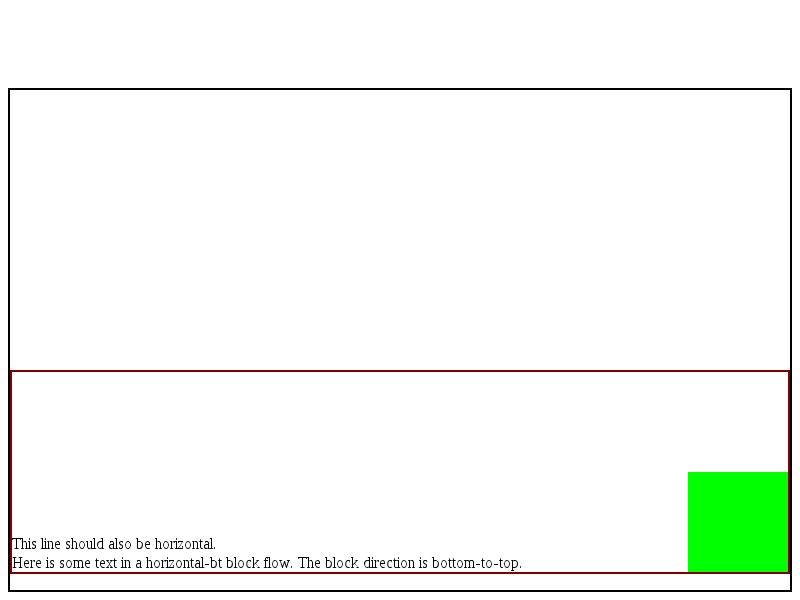 This line should also be horizontal.
Here is some text in a horizontal-bt block flow. The block direction is bottom-to-top.